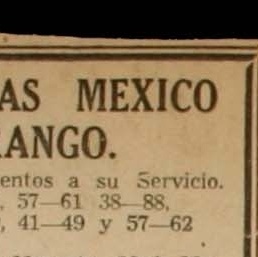 AS MEXICO
ANGO.
entos a su Servicio.
, 57—61 38—88,
, 41—49 y 57—62